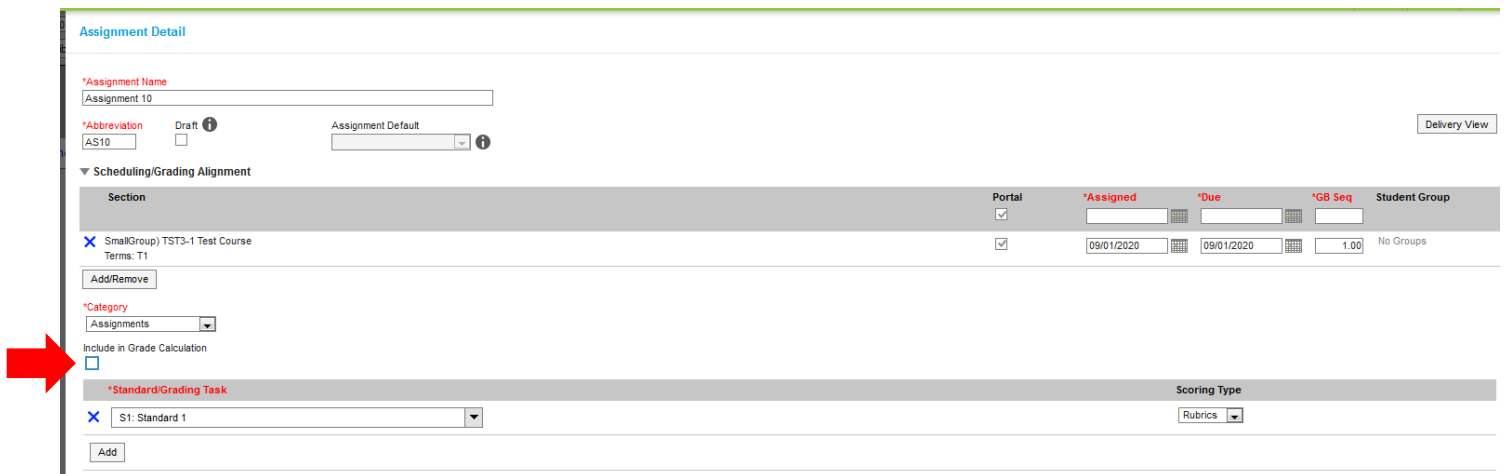 Assignment Detail
*Assignment Name
Assignment 10
*Abbreviation Draft Assignment Default
AS10
Delivery View
Scheduling/Grading Alignment
Section Portal *Assigned *Due *GB Seq Student Group
SmallGroup) TST3-1 Test Course 09/01/2020 09/01/2020 1.00 No Groups
Terms: T1
Add/Remove
*Category
Assignments
Include in Grade Calculation
*Standard/Grading Task Scoring Type
S1: Standard 1 Rubrics
Add